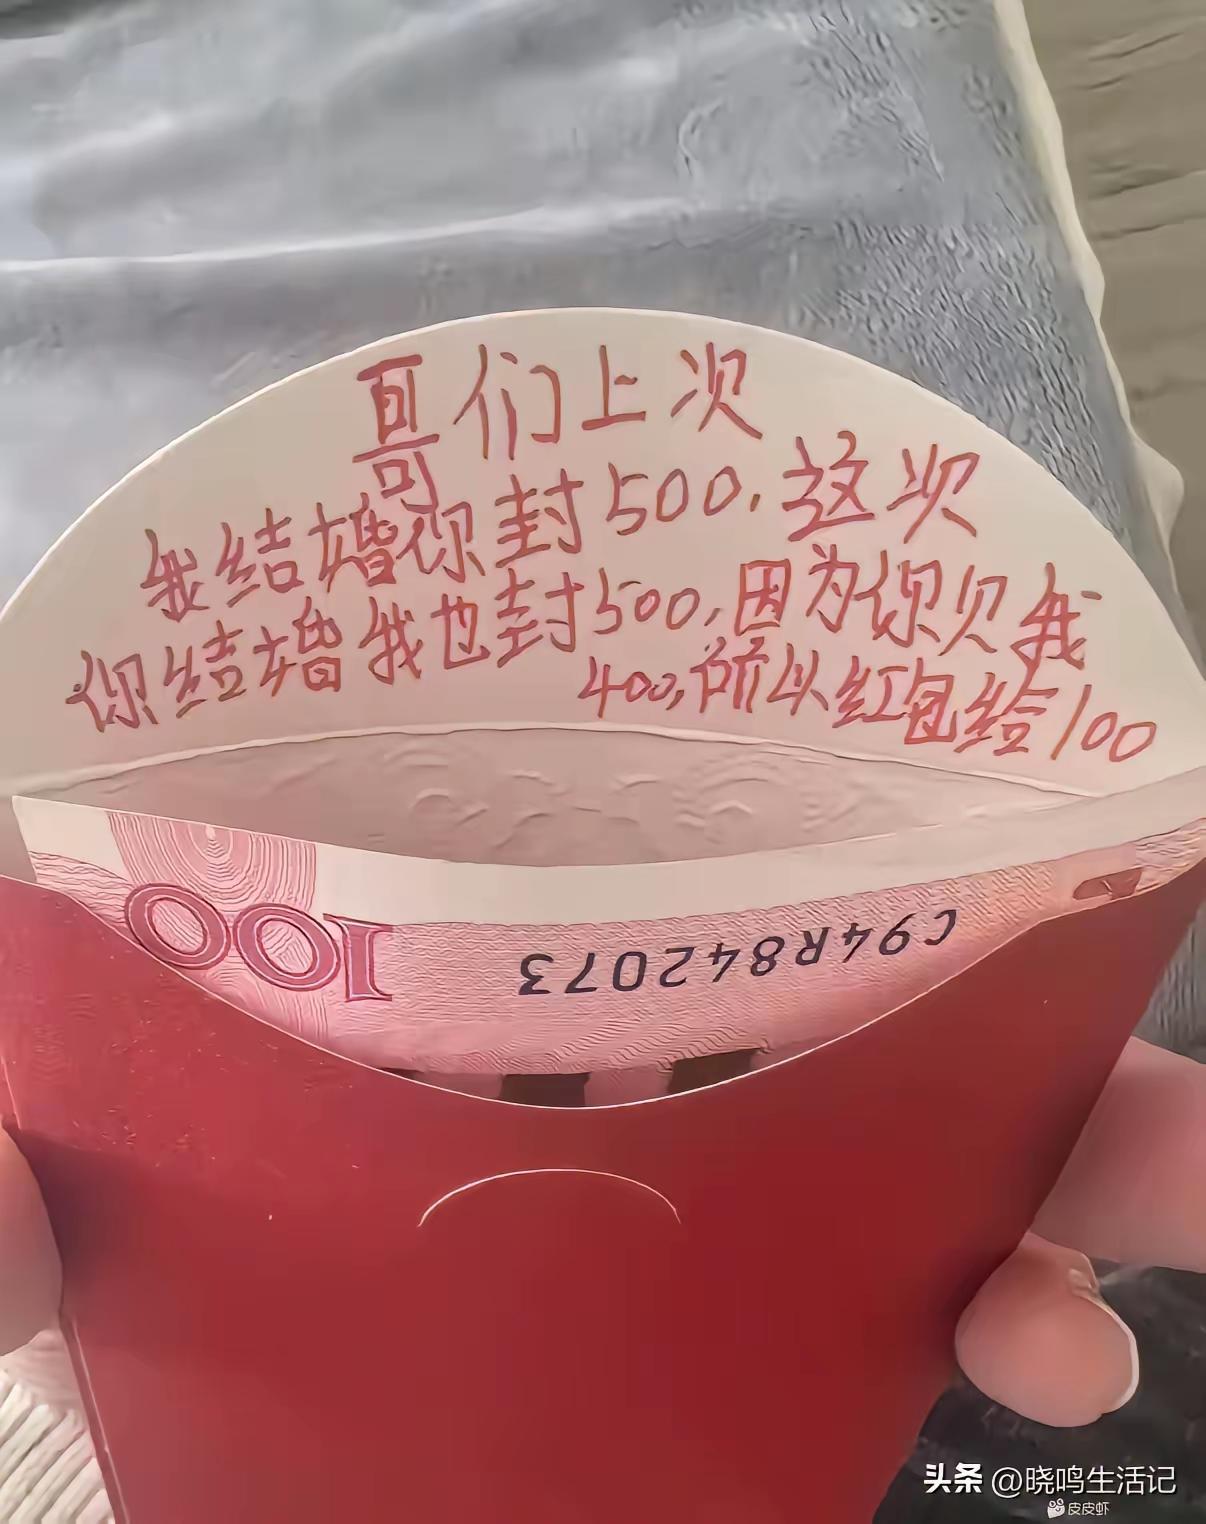 哥们上次
我结婚你封500.这次
你结婚我也封500,因为你欠我
400,所以红包给100
100
C94R842073
头条 @晓鸣生活记
皮皮虾